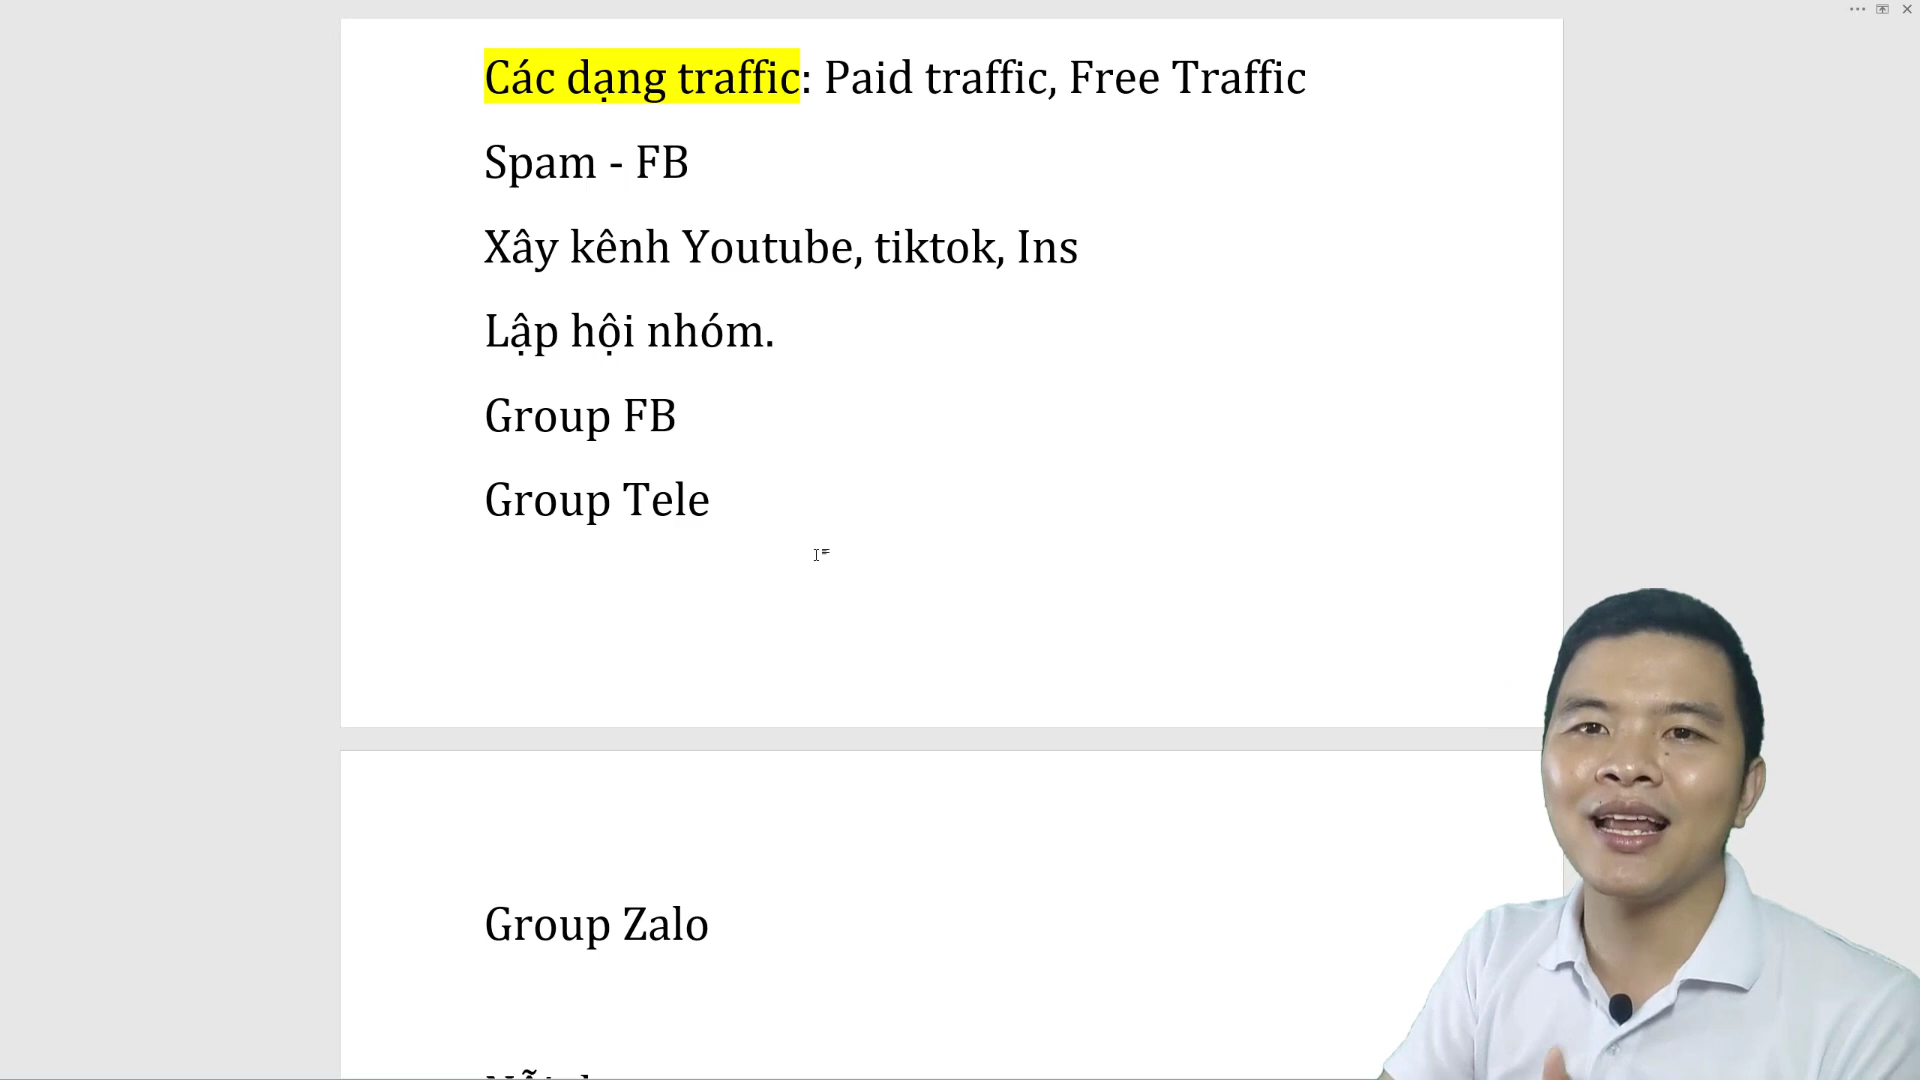 Các dạng traffic: Paid traffic, Free Traffic
Spam - FB
Xây kênh Youtube, tiktok, Ins
Lập hội nhóm.
Group FB
Group Tele
Group Zalo